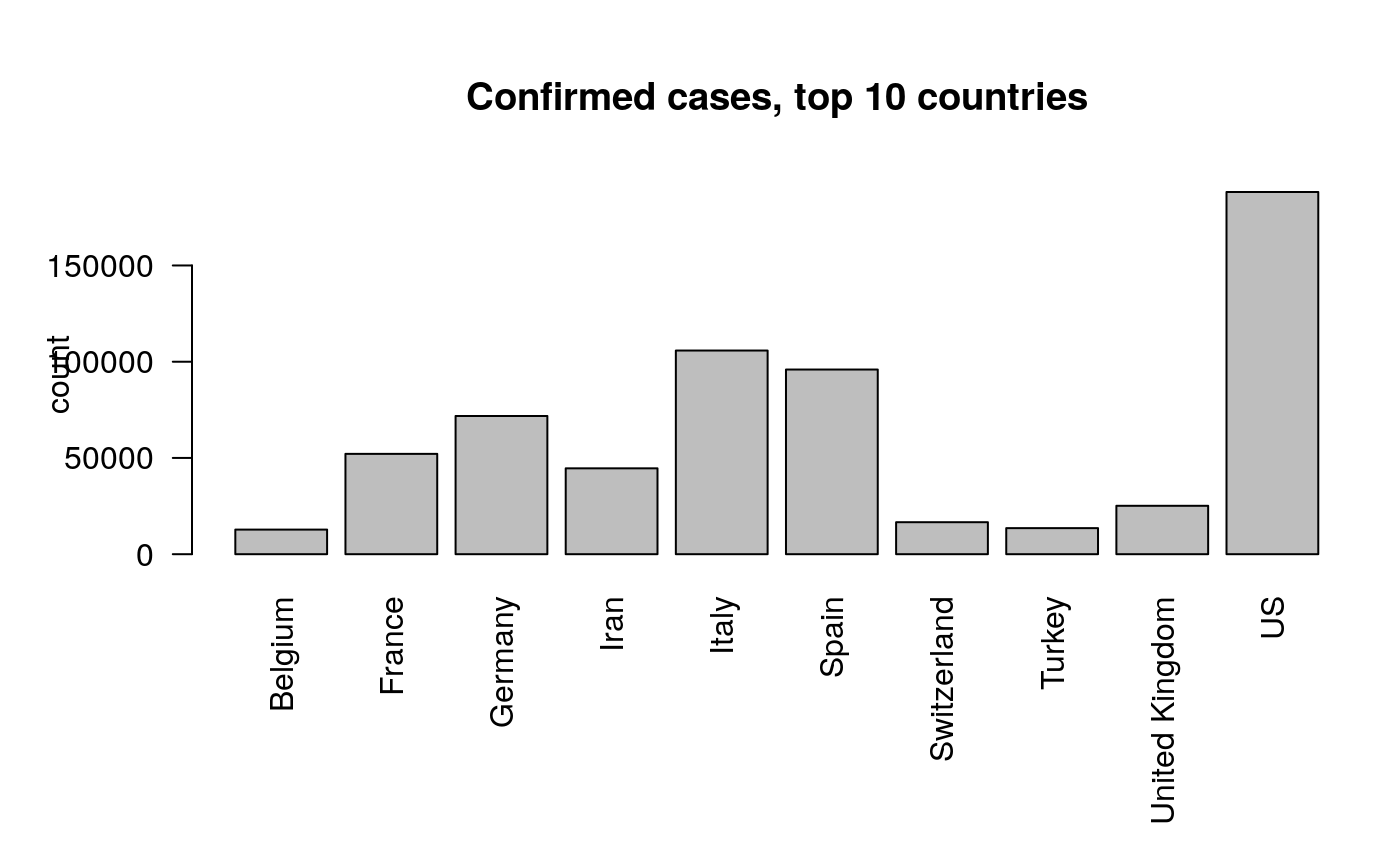 Confirmed cases, top 10 countries
count
150000
100000
50000
0
Belgium
France
Germany
Iran
Italy
Spain
Switzerland
Turkey
United Kingdom
US